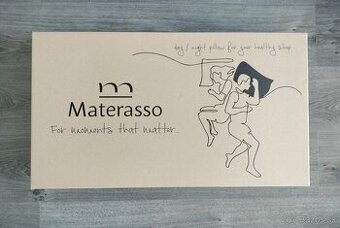 day / night pillow for your healthy sleep
Materasso
For moments that matter...